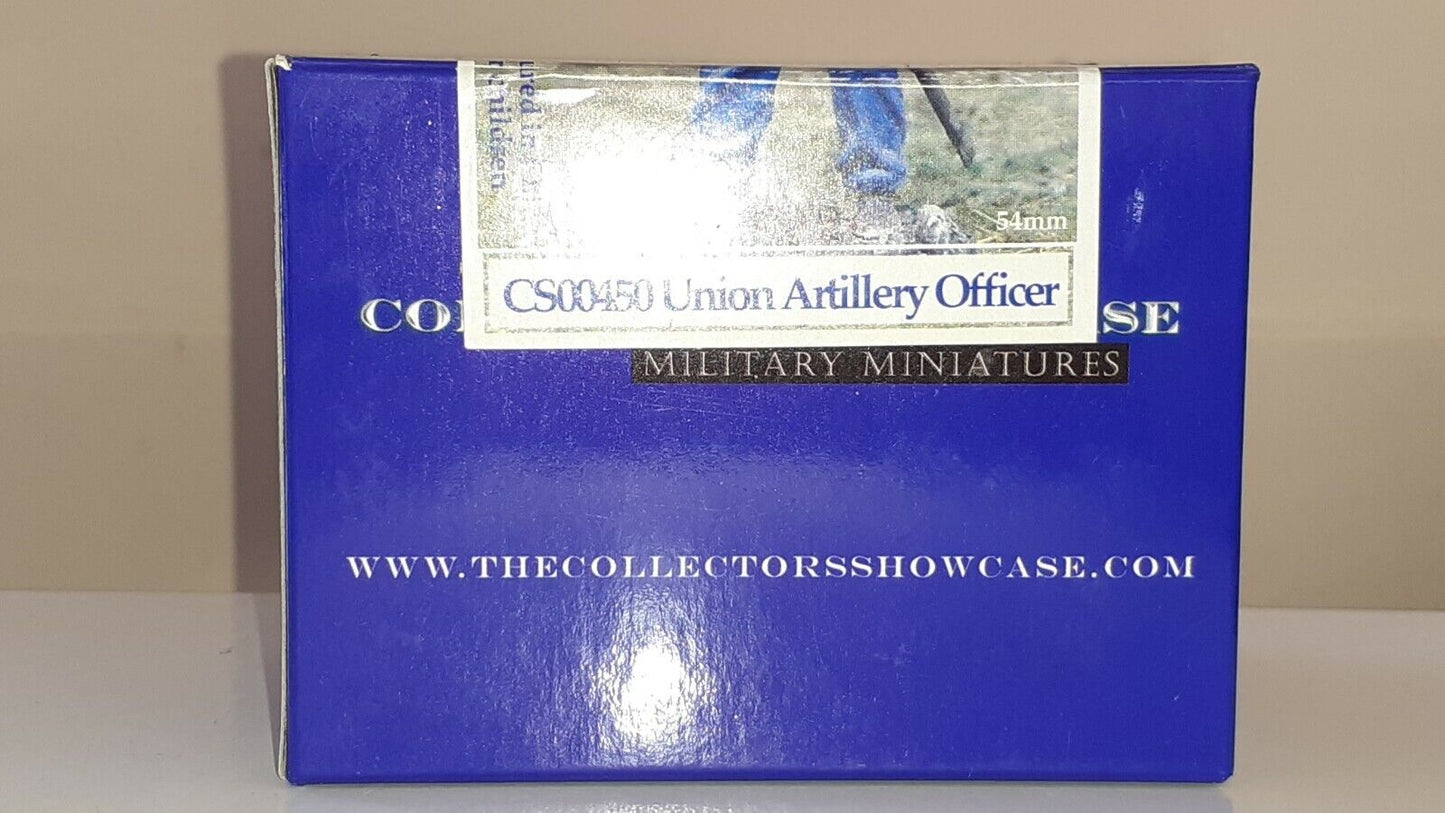 54mm
CS00450 Union Artillery Officer
MILITARY MINIATURES
WWW.THECOLLECTORSSHOWCASE.COM